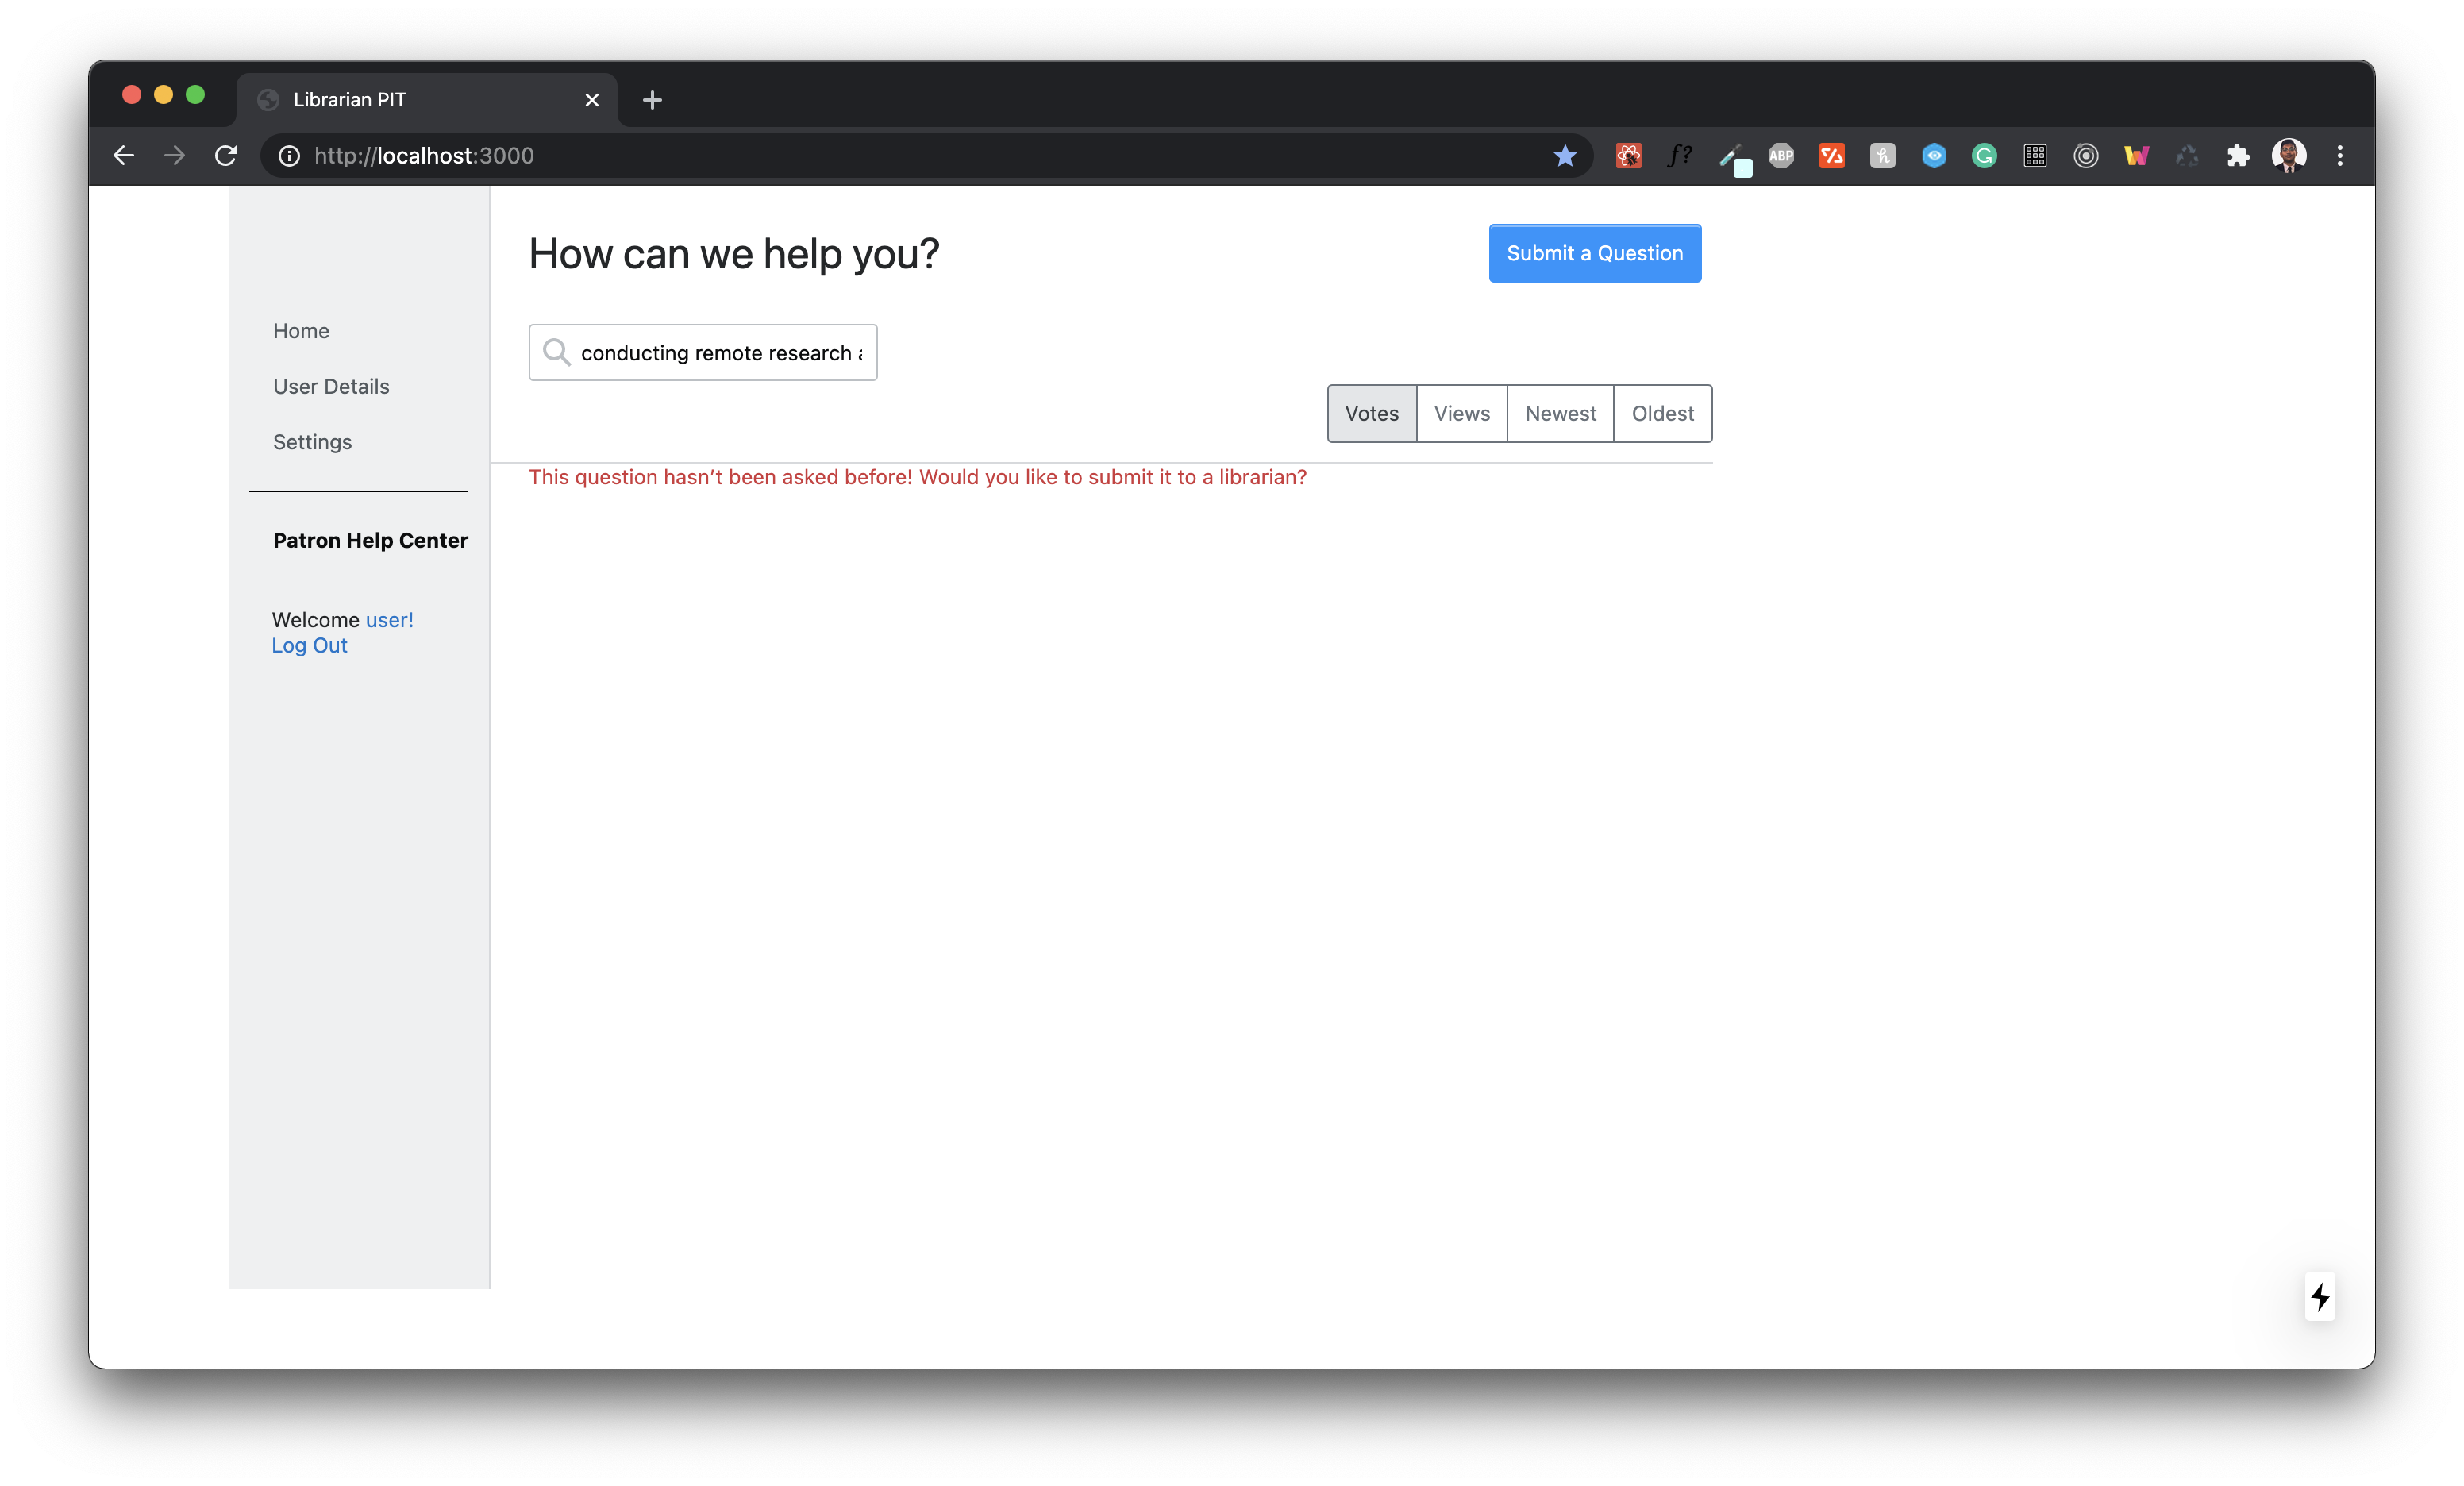 Librarian PIT
http://localhost:3000
ABP
How can we help you?
Submit a Question
conducting remote research
Votes Views Newest Oldest
This question hasn’t been asked before! Would you like to submit it to a librarian?
Home
User Details
Settings
Patron Help Center
Welcome user!
Log Out